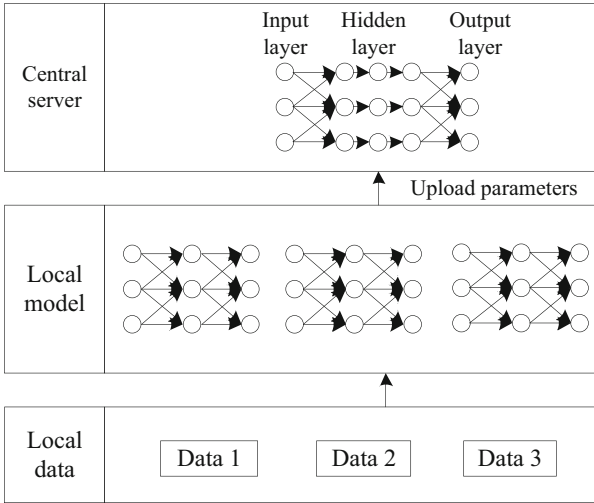 Input
layer
Hidden
layer
Output
layer
Central
server
Upload parameters
Local
model
Local
data
Data 1
Data 2
Data 3